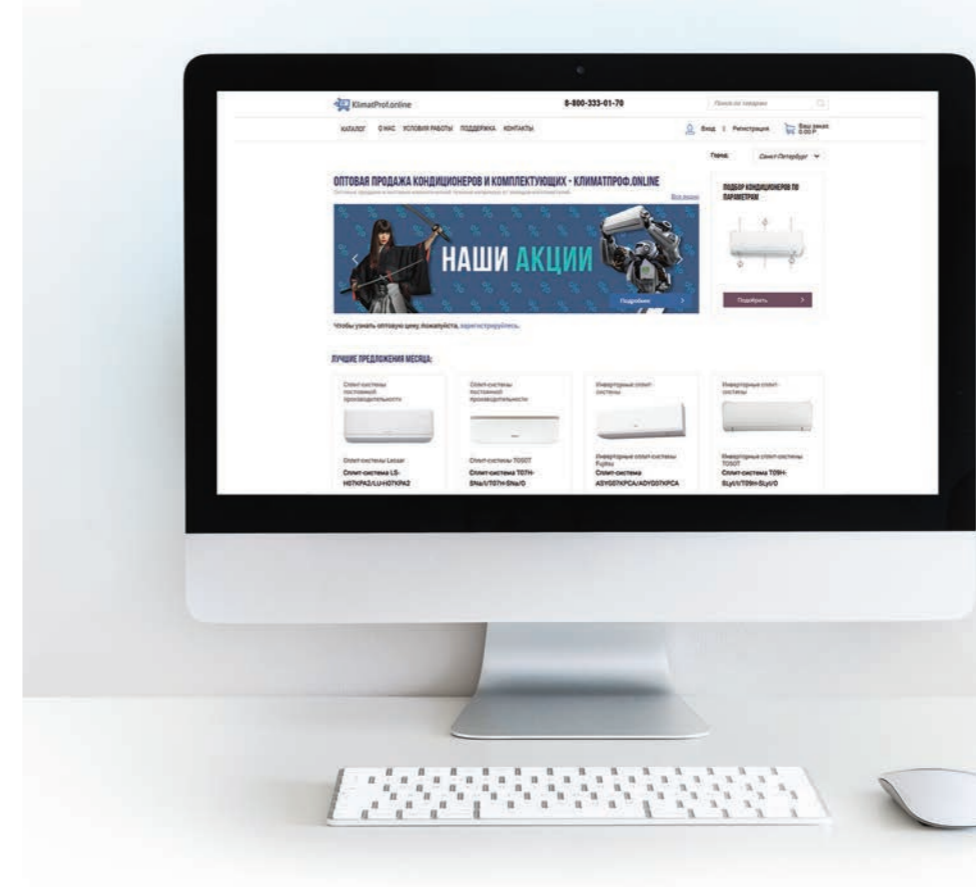 KlimatProf.online
8-800-333-01-70
Поиск по товарам
КАТАЛОГ О НАС УСЛОВИЯ РАБОТЫ ПОДДЕРЖКА КОНТАКТЫ
Вход | Регистрация
Ваш заказ
0.00 Р
Город: Санкт-Петербург
ОПТОВАЯ ПРОДАЖА КОНДИЦИОНЕРОВ И КОМПЛЕКТУЮЩИХ - КЛИМАТПРОФ.ONLINE
Все акции
НАШИ АКЦИИ
Подробнее
ПОДБОР КОНДИЦИОНЕРОВ ПО
ПАРАМЕТРАМ
Подобрать
Чтобы узнать оптовую цену, пожалуйста, зарегистрируйтесь.
ЛУЧШИЕ ПРЕДЛОЖЕНИЯ МЕСЯЦА:
Сплит-системы
постоянной
производительности
Сплит-системы Lessar
Сплит-система LS-
H07KPA2/LU-H07KPA2
Сплит-системы
постоянной
производительности
Сплит-системы TOSOT
Сплит-система T07H-
SNa/I/T07H-SNa/O
Инверторные сплит-
системы
Инверторные сплит-системы
Fujitsu
Сплит-система
ASYG07KPCA/AOYG07KPCA
Инверторные сплит-
системы
Инверторные сплит-системы
TOSOT
Сплит-система T09H-
SLyI/I/T09H-SLyI/O